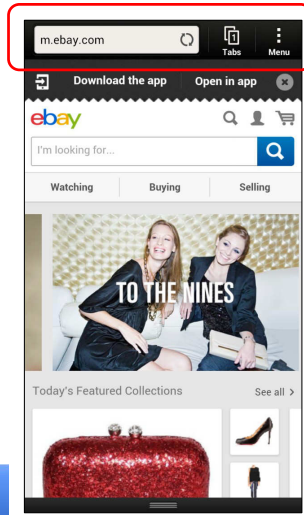 m.ebay.com
1
Tabs
Menu
Download the app Open in app
ebay
I'm looking for...
Watching Buying Selling
TO THE NINES
Today's Featured Collections See all >